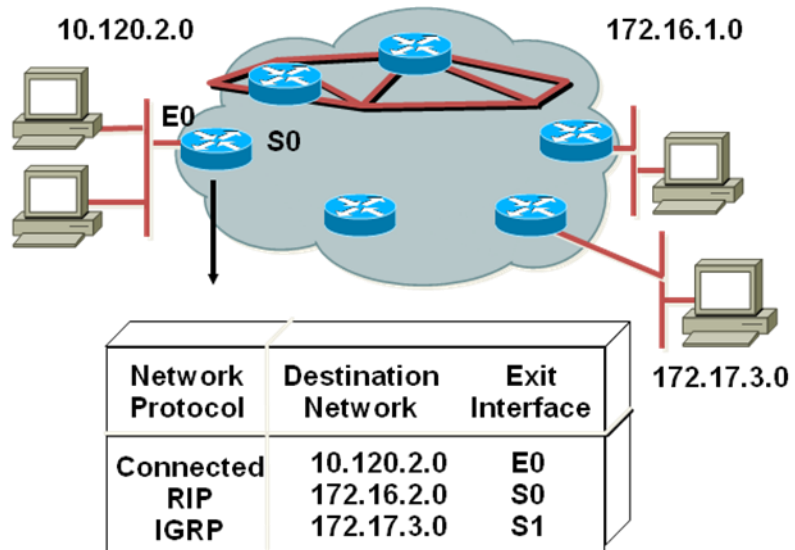 10.120.2.0
172.16.1.0
E0
S0
172.17.3.0
Network Protocol
Destination Network
Exit Interface
Connected 10.120.2.0 E0
RIP 172.16.2.0 S0
IGRP 172.17.3.0 S1